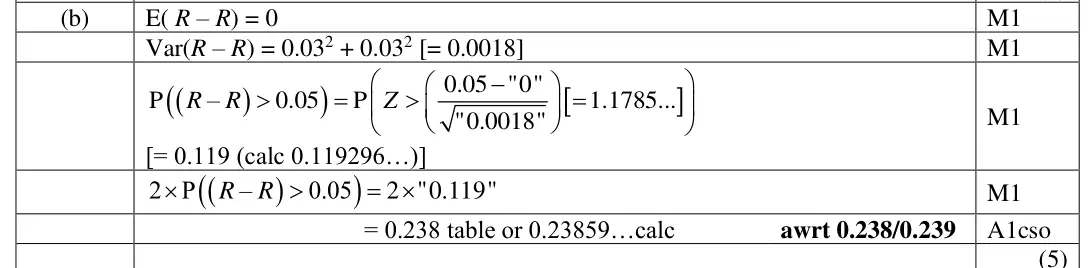 (b) E( R – R) = 0 M1
Var(R – R) = 0.03² + 0.03² [= 0.0018] M1
P((R – R) > 0.05) = P(Z > ((0.05 – "0")/√"0.0018") [= 1.1785...]) M1
[= 0.119 (calc 0.119296…)]
2 × P((R – R) > 0.05) = 2 × "0.119" M1
= 0.238 table or 0.23859…calc awrt 0.238/0.239 A1cso
(5)